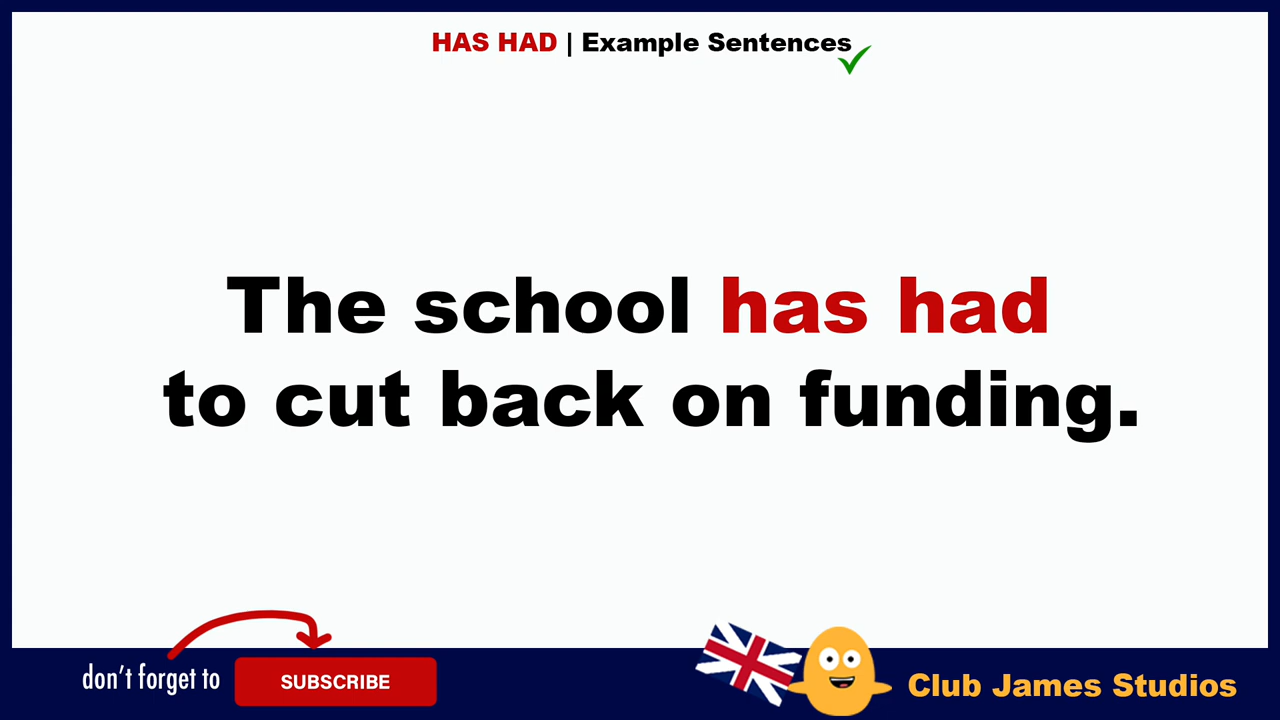 HAS HAD | Example Sentences
The school has had
to cut back on funding.
don't forget to
SUBSCRIBE
Club James Studios